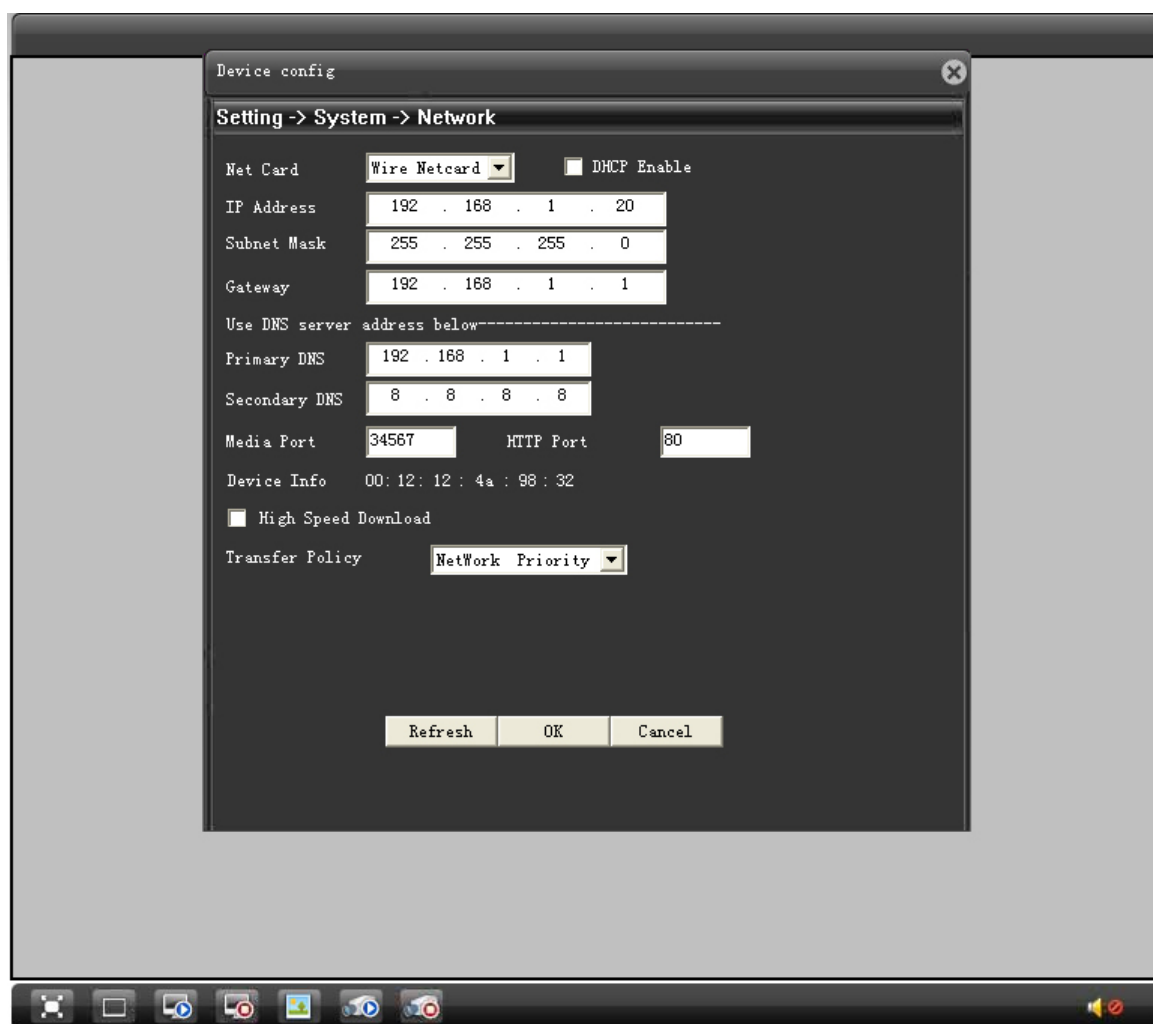 Device config
Setting -> System -> Network
Net Card Wire Netcard DHCP Enable
IP Address 192 . 168 . 1 . 20
Subnet Mask 255 . 255 . 255 . 0
Gateway 192 . 168 . 1 . 1
Use DNS server address below---------------------------
Primary DNS 192 . 168 . 1 . 1
Secondary DNS 8 . 8 . 8 . 8
Media Port 34567 HTTP Port 80
Device Info 00: 12: 12 : 4a : 98 : 32
High Speed Download
Transfer Policy NetWork Priority
Refresh OK Cancel